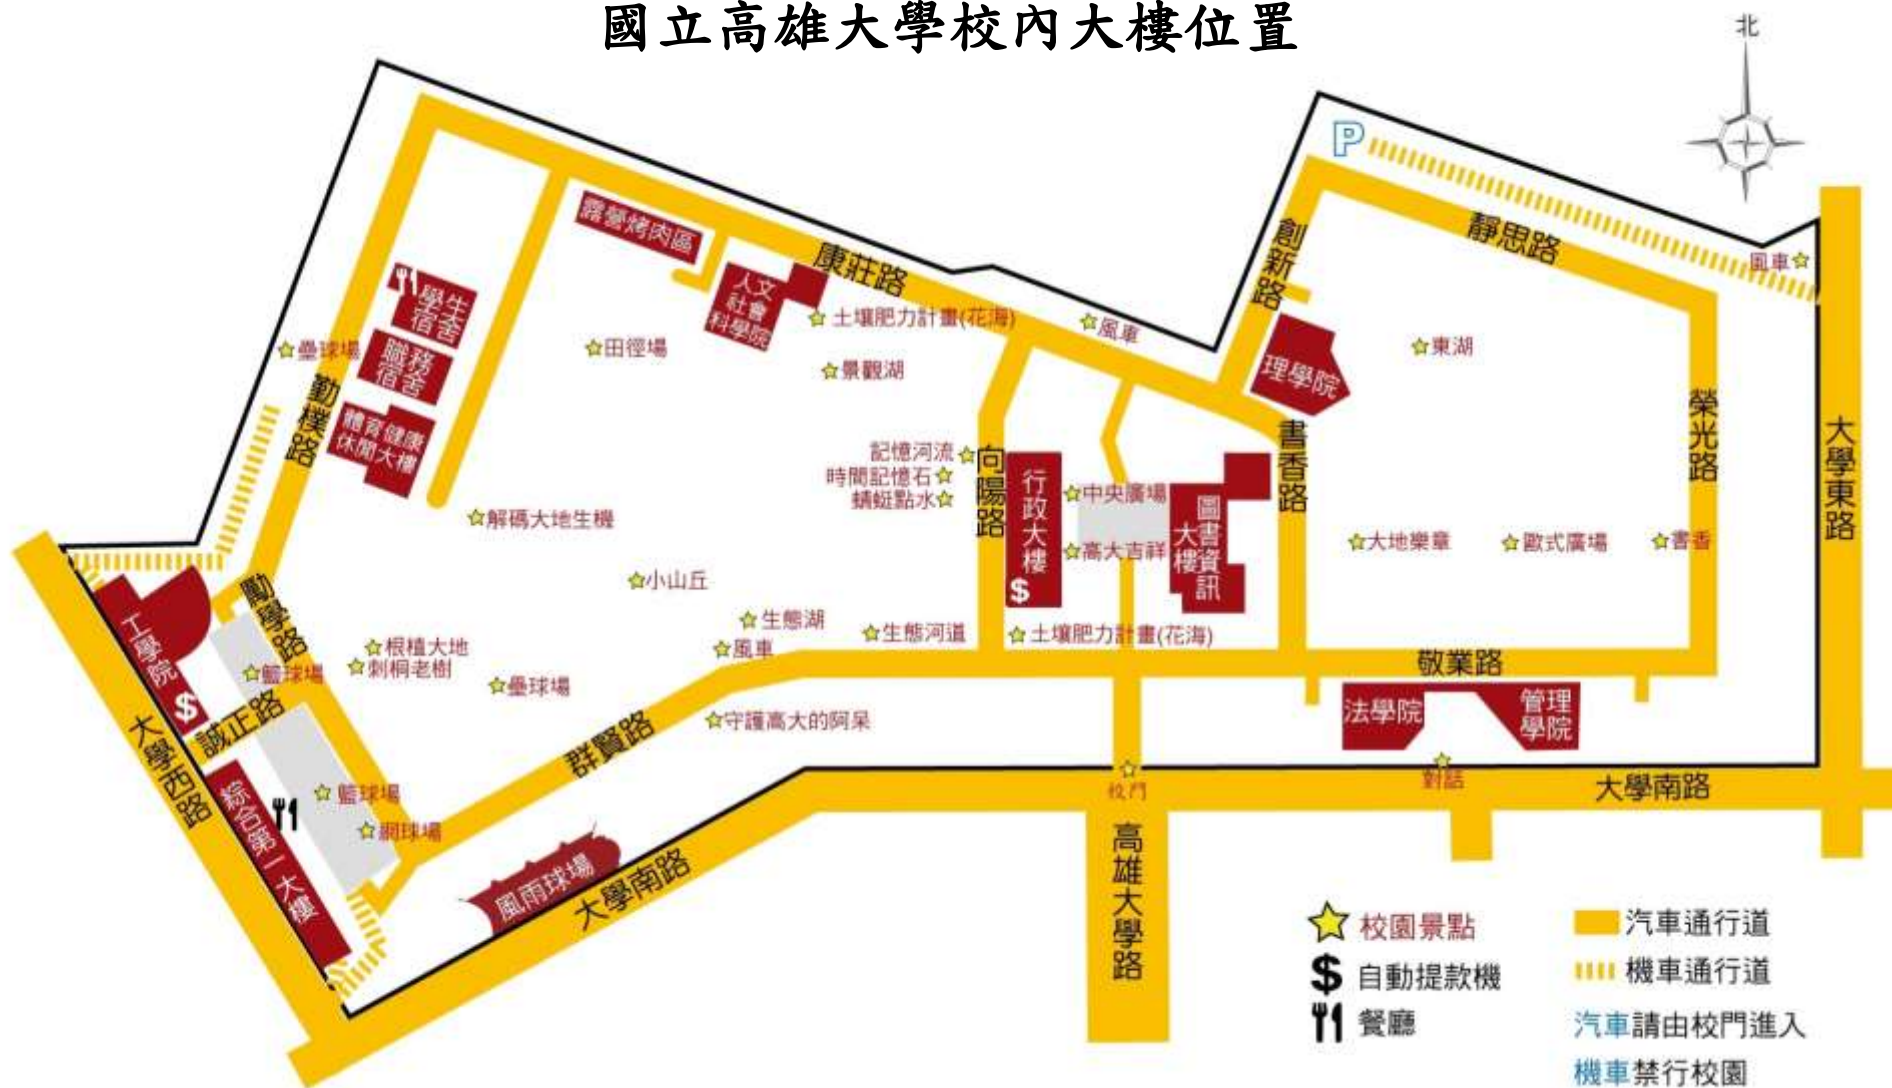 國立高雄大學校內大樓位置
北
P
靜思路
創新路
風車
露營烤肉區
康莊路
人文
社會
科學院
學生
宿舍
土壤肥力計畫(花海)
風車
壘球場
職務
宿舍
田徑場
景觀湖
理學院
東湖
勤樸路
體育健康
休閒大樓
榮光路
大學東路
書香路
記憶河流
時間記憶石
蜻蜓點水
向陽路
行政大樓
$
中央廣場
高大吉祥
圖書資訊
大樓
解碼大地生機
大地樂章
歐式廣場
書香
小山丘
勵學路
工學院
$
生態湖
生態河道
土壤肥力計畫(花海)
根植大地
刺桐老樹
風車
籃球場
壘球場
敬業路
誠正路
大學西路
群賢路
守護高大的阿呆
法學院
管理
學院
綜合第一大樓
籃球場
網球場
校門
對話
大學南路
風雨球場
大學南路
高雄大學路
校園景點
$ 自動提款機
餐廳
汽車通行道
機車通行道
汽車請由校門進入
機車禁行校園